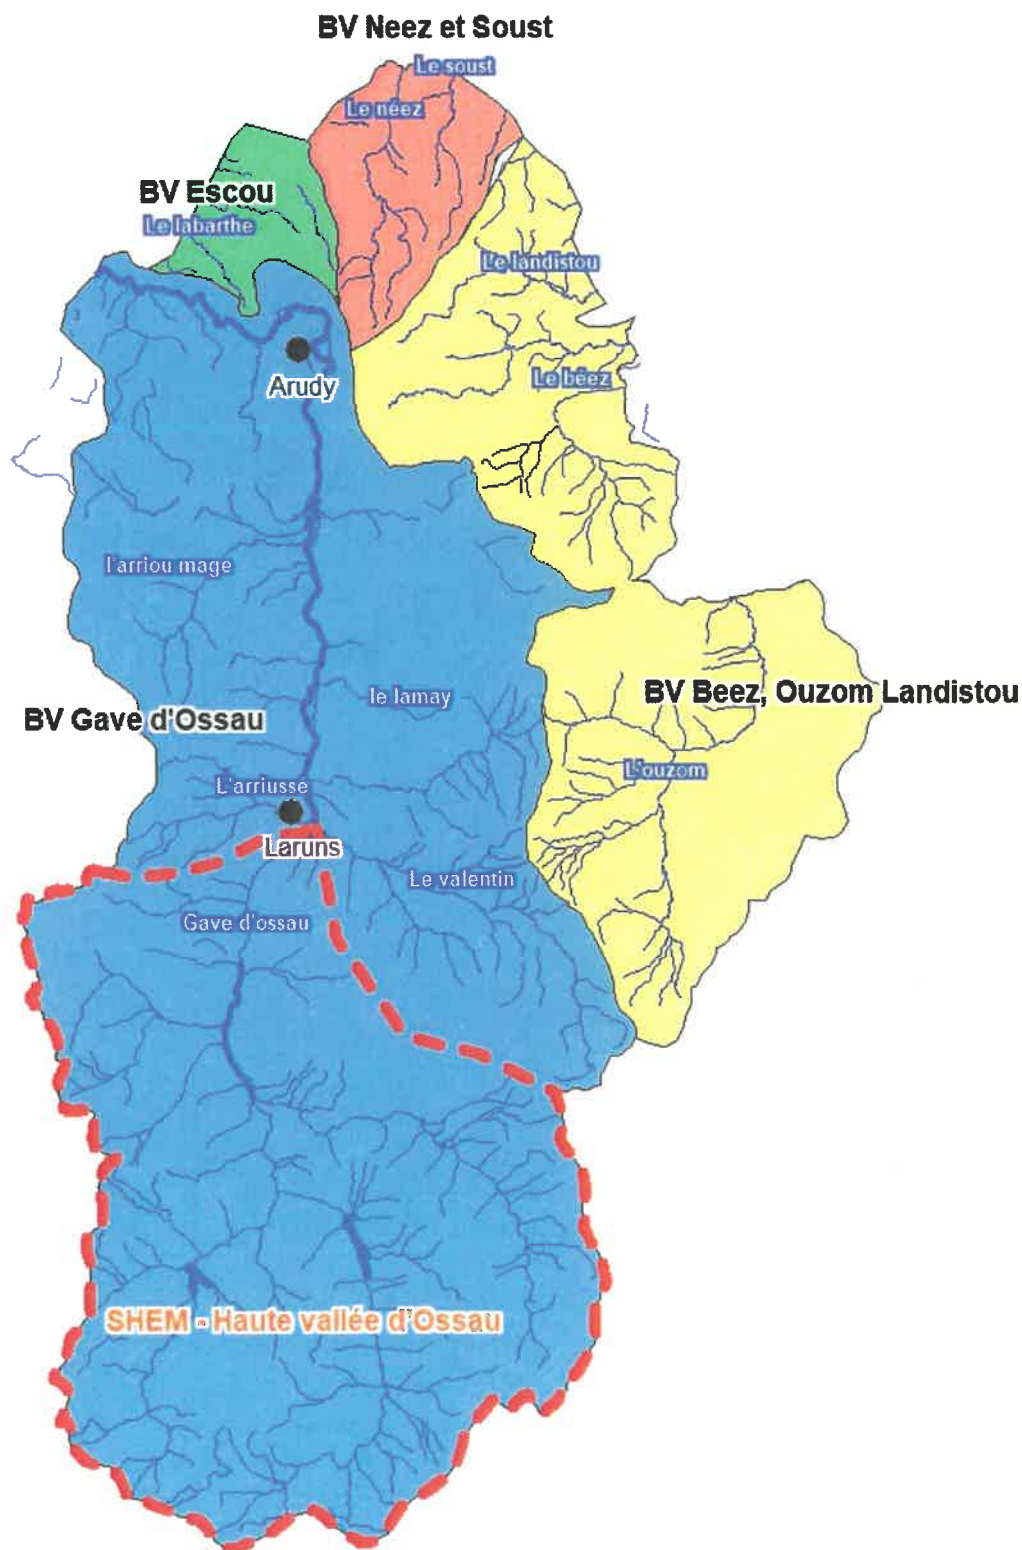 BV Neez et Soust
Le soust
Le néez
BV Escou
Le labarthe
Le landistou
Arudy
Le béez
l'arriou mage
le lamay
BV Beez, Ouzom Landistou
BV Gave d'Ossau
L'ouzom
L'arriusse
Laruns
Le valentin
Gave d'ossau
SHEM - Haute vallée d'Ossau